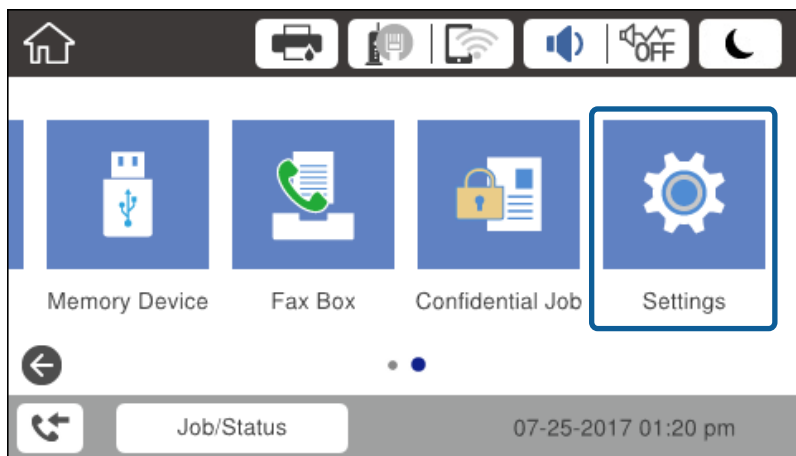 OFF
Memory Device
Fax Box
Confidential Job
Settings
Job/Status
07-25-2017 01:20 pm